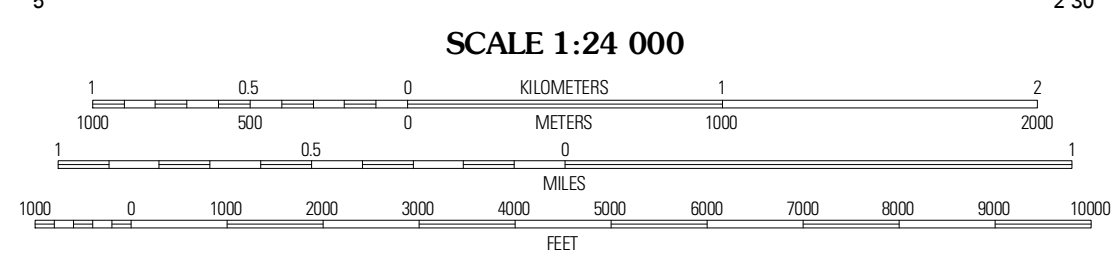 5 2 30
SCALE 1:24 000
1 0.5 0 KILOMETERS 1 2
1000 500 0 METERS 1000 2000
1 0.5 0 1
MILES
1000 0 1000 2000 3000 4000 5000 6000 7000 8000 9000 10000
FEET